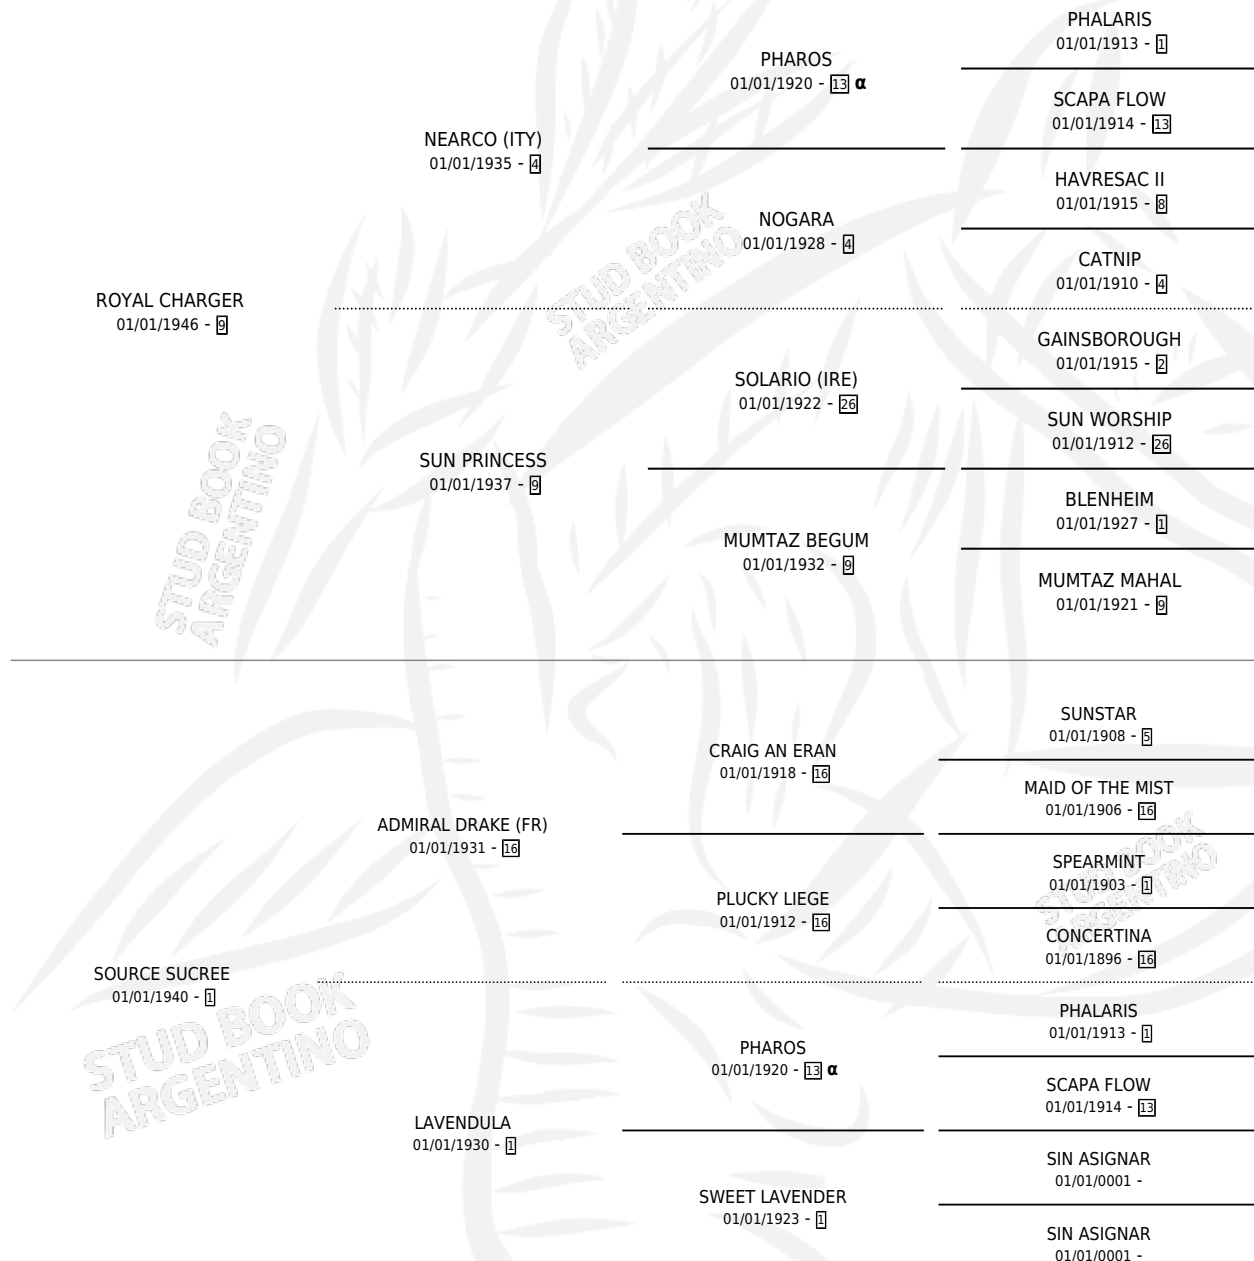 PHALARIS
01/01/1913 - 1
PHAROS
01/01/1920 - 13 α
SCAPA FLOW
01/01/1914 - 13
NEARCO (ITY)
01/01/1935 - 4
HAVRESAC II
01/01/1915 - 8
NOGARA
01/01/1928 - 4
CATNIP
01/01/1910 - 4
ROYAL CHARGER
01/01/1946 - 9
GAINSBOROUGH
01/01/1915 - 2
SOLARIO (IRE)
01/01/1922 - 26
SUN WORSHIP
01/01/1912 - 26
SUN PRINCESS
01/01/1937 - 9
BLENHEIM
01/01/1927 - 1
MUMTAZ BEGUM
01/01/1932 - 9
MUMTAZ MAHAL
01/01/1921 - 9
SUNSTAR
01/01/1908 - 5
CRAIG AN ERAN
01/01/1918 - 16
MAID OF THE MIST
01/01/1906 - 16
ADMIRAL DRAKE (FR)
01/01/1931 - 16
SPEARMINT
01/01/1903 - 1
PLUCKY LIEGE
01/01/1912 - 16
CONCERTINA
01/01/1896 - 16
SOURCE SUCREE
01/01/1940 - 1
PHALARIS
01/01/1913 - 1
PHAROS
01/01/1920 - 13 α
SCAPA FLOW
01/01/1914 - 13
LAVENDULA
01/01/1930 - 1
SIN ASIGNAR
01/01/0001 -
SWEET LAVENDER
01/01/1923 - 1
SIN ASIGNAR
01/01/0001 -
STUD BOOK
ARGENTINO
STUD BOOK
ARGENTINO
STUD BOOK
ARGENTINO
STUD BOOK
ARGENTINO